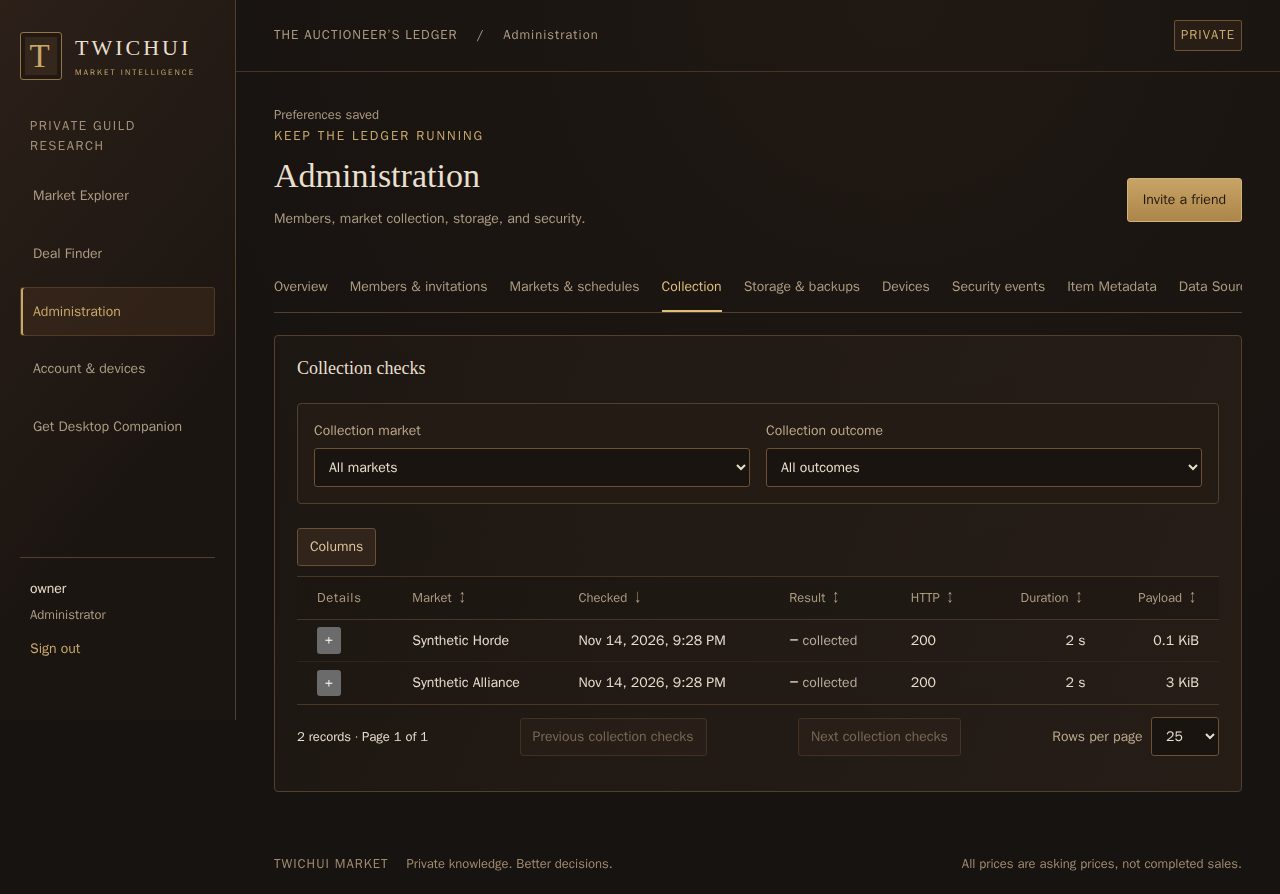 T
TWICHUI
MARKET INTELLIGENCE
PRIVATE GUILD
RESEARCH
Market Explorer
Deal Finder
Administration
Account & devices
Get Desktop Companion
owner
Administrator
Sign out
THE AUCTIONEER'S LEDGER / Administration
PRIVATE
Preferences saved
KEEP THE LEDGER RUNNING
Administration
Members, market collection, storage, and security.
Invite a friend
Overview Members & invitations Markets & schedules Collection Storage & backups Devices Security events Item Metadata Data Sour
Collection checks
Collection market Collection outcome
All markets All outcomes
Columns
Details Market ↕ Checked ↓ Result ↕ HTTP ↕ Duration ↕ Payload ↕
+ Synthetic Horde Nov 14, 2026, 9:28 PM – collected 200 2 s 0.1 KiB
+ Synthetic Alliance Nov 14, 2026, 9:28 PM – collected 200 2 s 3 KiB
2 records · Page 1 of 1 Previous collection checks Next collection checks Rows per page 25
TWICHUI MARKET Private knowledge. Better decisions. All prices are asking prices, not completed sales.